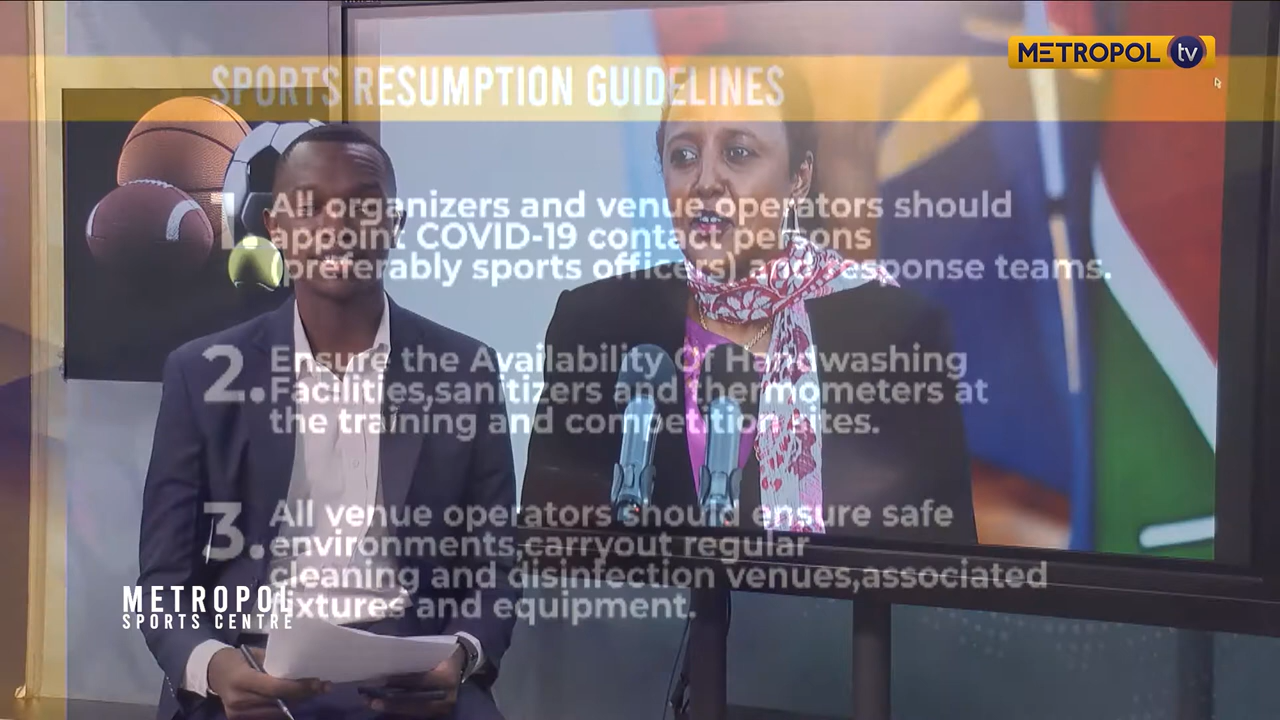 METROPOL tv
SPORTS RESUMPTION GUIDELINES
1. All organizers and venue operators should
appoint COVID-19 contact persons
(preferably sports officers) and response teams.
2. Ensure the Availability Of Handwashing
Facilities,sanitizers and thermometers at
the training and competition sites.
3. All venue operators should ensure safe
environments,carryout regular
cleaning and disinfection venues,associated
fixtures and equipment.
METROPOL
SPORTS CENTRE